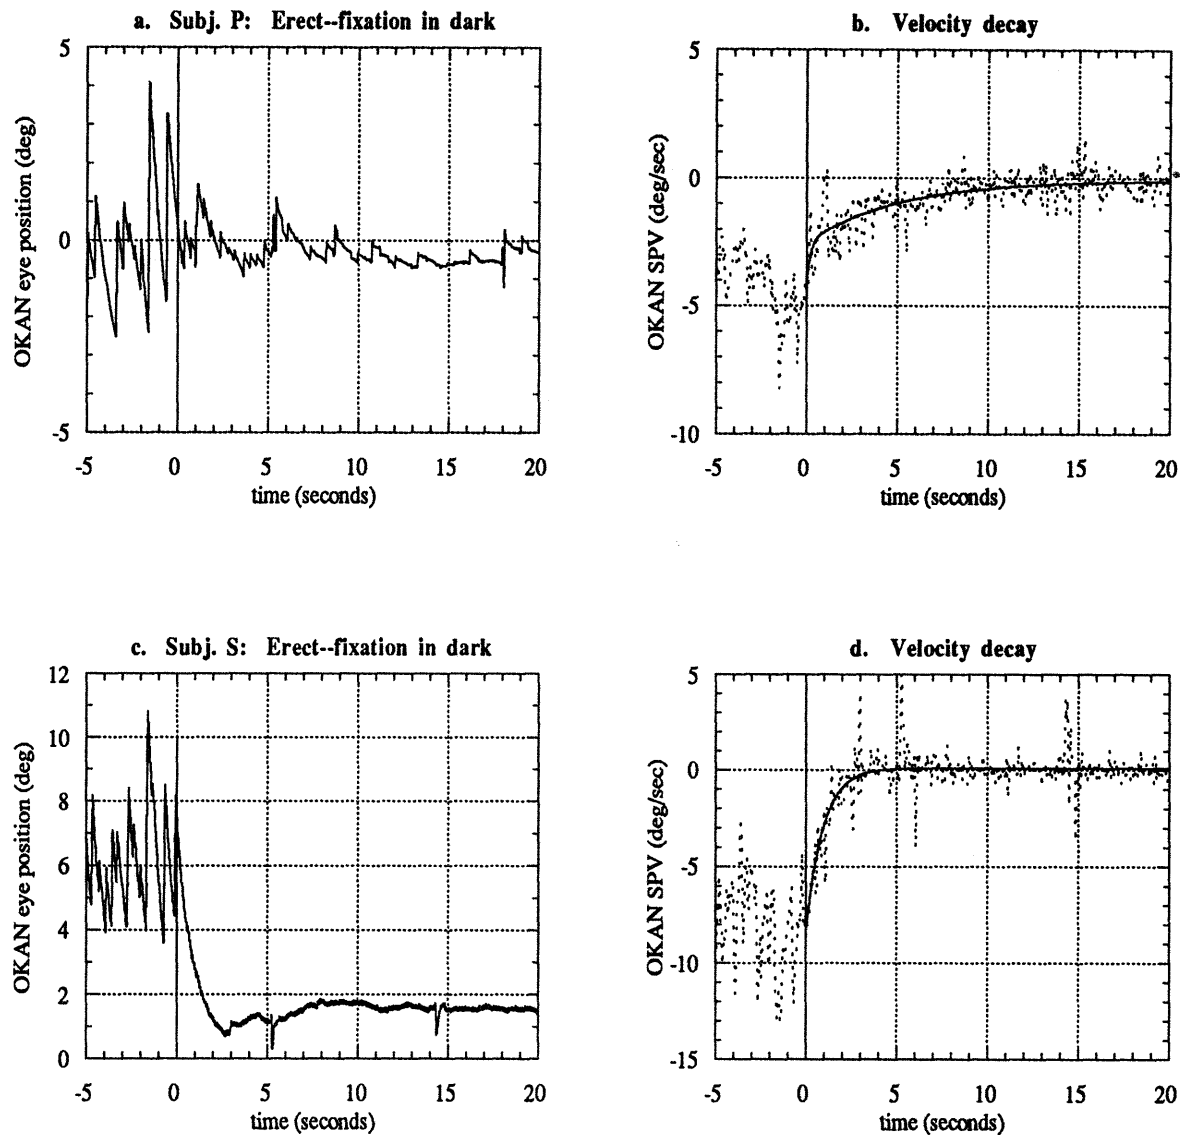 a. Subj. P: Erect--fixation in dark
5
0
-5
OKAN eye position (deg)
-5 0 5 10 15 20
time (seconds)
b. Velocity decay
5
0
-5
-10
OKAN SPV (deg/sec)
-5 0 5 10 15 20
time (seconds)
c. Subj. S: Erect--fixation in dark
12
10
8
6
4
2
0
OKAN eye position (deg)
-5 0 5 10 15 20
time (seconds)
d. Velocity decay
5
0
-5
-10
-15
OKAN SPV (deg/sec)
-5 0 5 10 15 20
time (seconds)